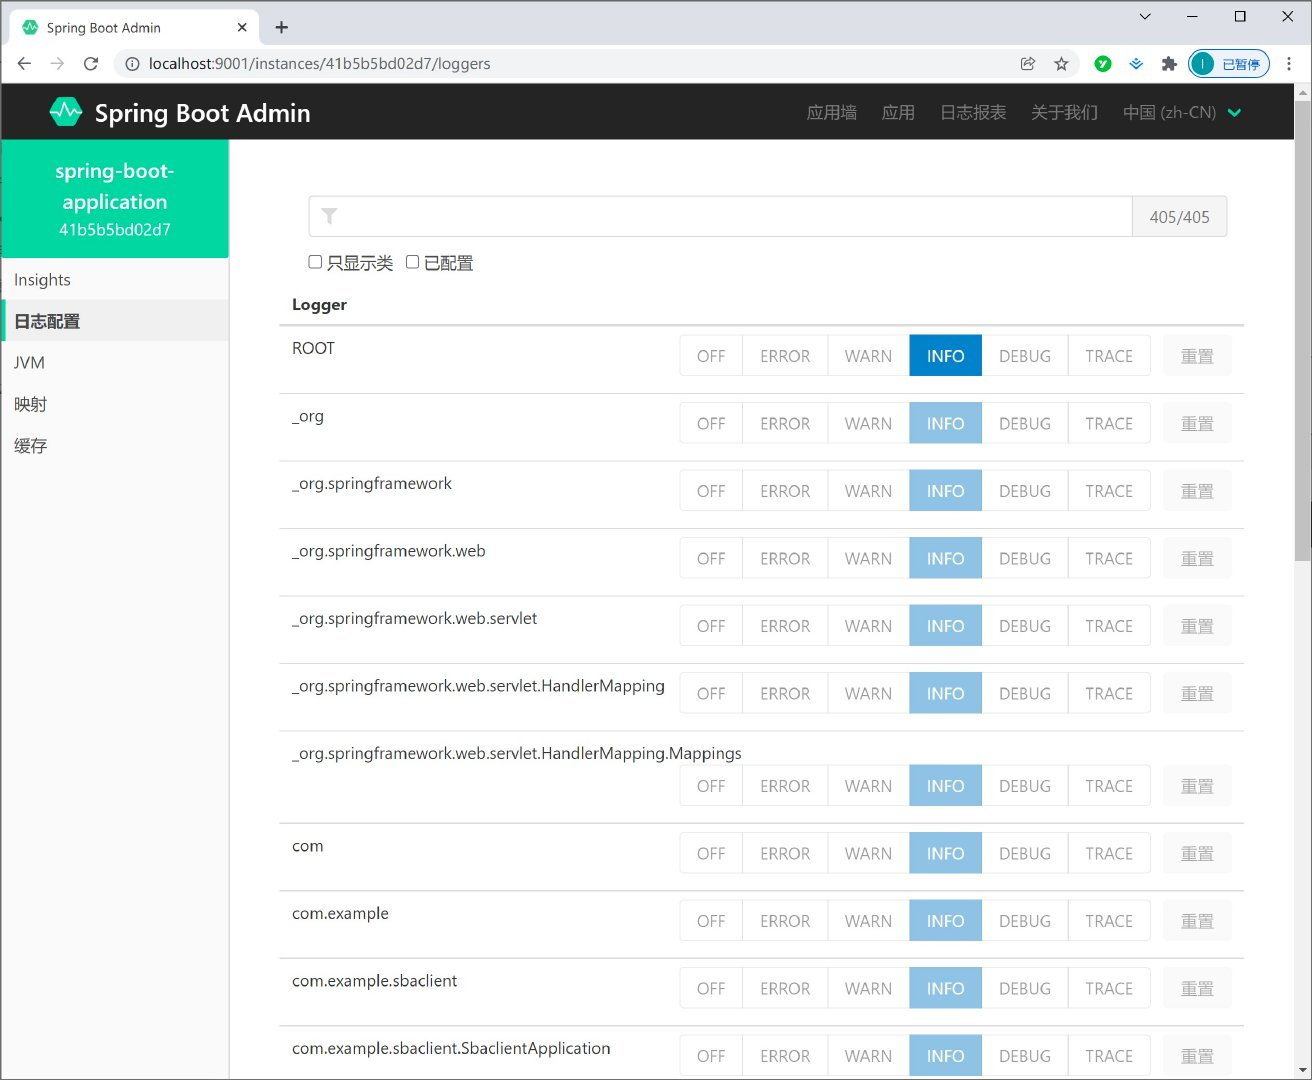 Spring Boot Admin
localhost:9001/instances/41b5b5bd02d7/loggers
I 已暂停
Spring Boot Admin 应用墙 应用 日志报表 关于我们 中国 (zh-CN)
spring-boot-
application
41b5b5bd02d7
Insights
日志配置
JVM
映射
缓存
405/405
只显示类 已配置
Logger
ROOT OFF ERROR WARN INFO DEBUG TRACE 重置
_org OFF ERROR WARN INFO DEBUG TRACE 重置
_org.springframework OFF ERROR WARN INFO DEBUG TRACE 重置
_org.springframework.web OFF ERROR WARN INFO DEBUG TRACE 重置
_org.springframework.web.servlet OFF ERROR WARN INFO DEBUG TRACE 重置
_org.springframework.web.servlet.HandlerMapping OFF ERROR WARN INFO DEBUG TRACE 重置
_org.springframework.web.servlet.HandlerMapping.Mappings
OFF ERROR WARN INFO DEBUG TRACE 重置
com OFF ERROR WARN INFO DEBUG TRACE 重置
com.example OFF ERROR WARN INFO DEBUG TRACE 重置
com.example.sbaclient OFF ERROR WARN INFO DEBUG TRACE 重置
com.example.sbaclient.SbaclientApplication OFF ERROR WARN INFO DEBUG TRACE 重置